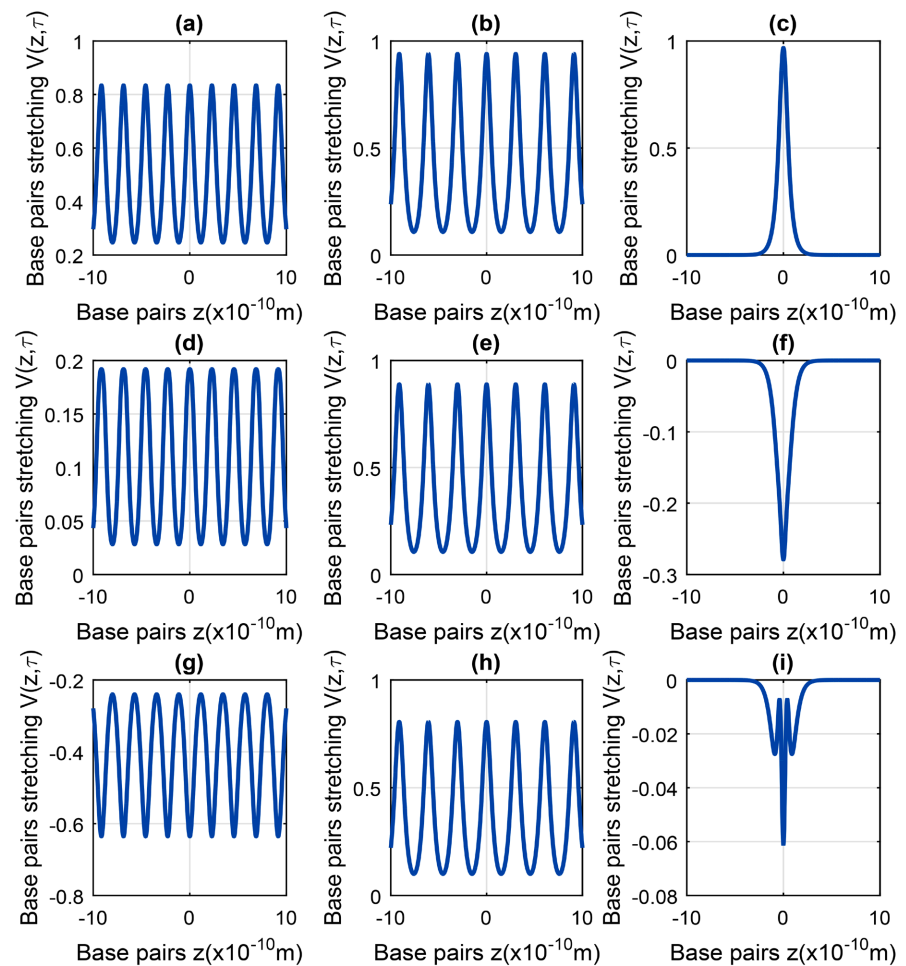 (a)
Base pairs stretching V(z,τ)
1
0.8
0.6
0.4
0.2
-10 0 10
Base pairs z(x10⁻¹⁰m)
(b)
Base pairs stretching V(z,τ)
1
0.5
0
-10 0 10
Base pairs z(x10⁻¹⁰m)
(c)
Base pairs stretching V(z,τ)
1
0.5
0
-10 0 10
Base pairs z(x10⁻¹⁰m)
(d)
Base pairs stretching V(z,τ)
0.2
0.15
0.1
0.05
0
-10 0 10
Base pairs z(x10⁻¹⁰m)
(e)
Base pairs stretching V(z,τ)
1
0.5
0
-10 0 10
Base pairs z(x10⁻¹⁰m)
(f)
Base pairs stretching V(z,τ)
0
-0.1
-0.2
-0.3
-10 0 10
Base pairs z(x10⁻¹⁰m)
(g)
Base pairs stretching V(z,τ)
-0.2
-0.4
-0.6
-0.8
-10 0 10
Base pairs z(x10⁻¹⁰m)
(h)
Base pairs stretching V(z,τ)
1
0.5
0
-10 0 10
Base pairs z(x10⁻¹⁰m)
(i)
Base pairs stretching V(z,τ)
0
-0.02
-0.04
-0.06
-0.08
-10 0 10
Base pairs z(x10⁻¹⁰m)